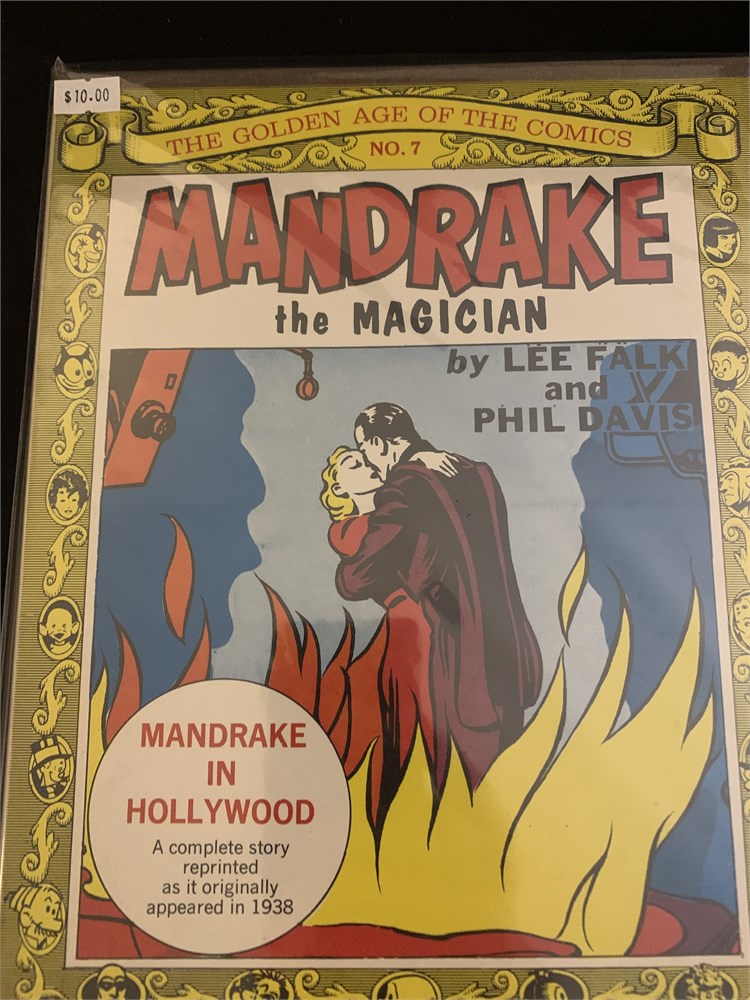 $10.00
THE GOLDEN AGE OF THE COMICS
NO. 7
MANDRAKE
the MAGICIAN
by LEE FALK
and
PHIL DAVIS
MANDRAKE
IN
HOLLYWOOD
A complete story
reprinted
as it originally
appeared in 1938